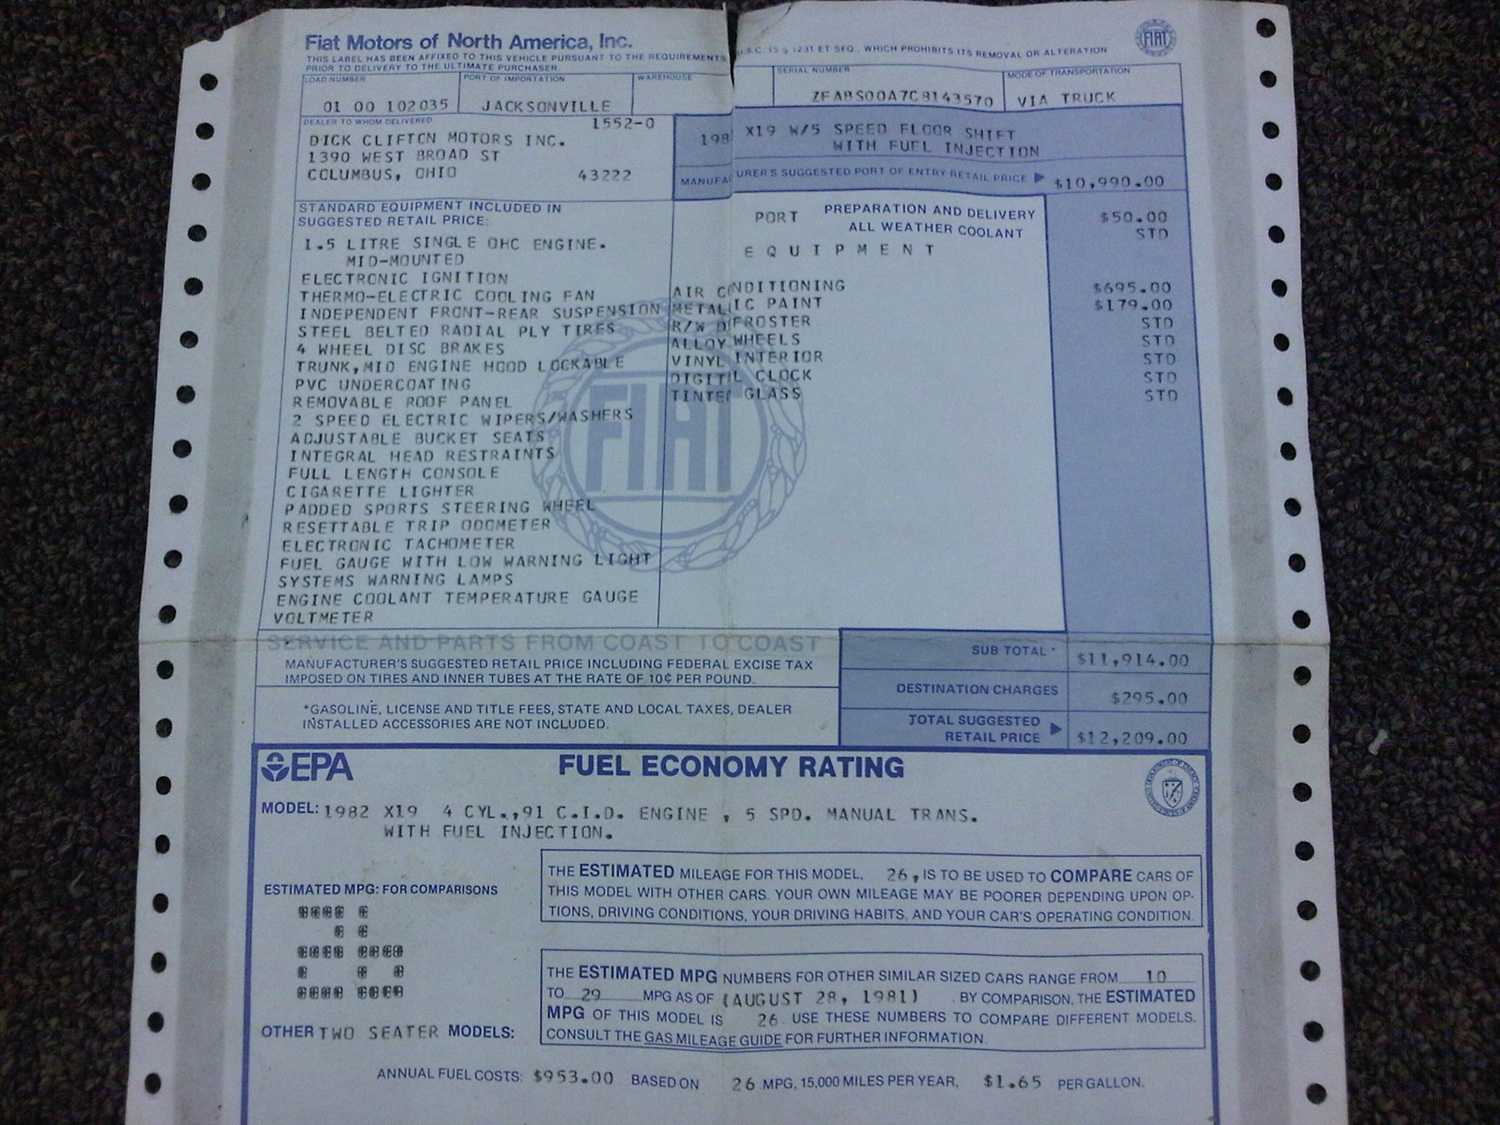 Fiat Motors of North America, Inc.
THIS LABEL HAS BEEN AFFIXED TO THIS VEHICLE PURSUANT TO THE REQUIREMENTS U.S.C. 15 § 1231 ET SEQ., WHICH PROHIBITS ITS REMOVAL OR ALTERATION
PRIOR TO DELIVERY TO THE ULTIMATE PURCHASER.
FIAT
LOAD NUMBER PORT OF IMPORTATION WAREHOUSE SERIAL NUMBER MODE OF TRANSPORTATION
01 00 102035 JACKSONVILLE ZFABS00A7C8143570 VIA TRUCK
DEALER TO WHOM DELIVERED 1552-0
DICK CLIFTON MOTORS INC.
1390 WEST BROAD ST
COLUMBUS, OHIO 43222
198 X19 W/5 SPEED FLOOR SHIFT
WITH FUEL INJECTION
MANUFACTURER'S SUGGESTED PORT OF ENTRY RETAIL PRICE ▶ $10,990.00
STANDARD EQUIPMENT INCLUDED IN
SUGGESTED RETAIL PRICE:
1.5 LITRE SINGLE OHC ENGINE.
MID-MOUNTED
ELECTRONIC IGNITION
THERMO-ELECTRIC COOLING FAN
INDEPENDENT FRONT-REAR SUSPENSION
STEEL BELTED RADIAL PLY TIRES
4 WHEEL DISC BRAKES
TRUNK,MID ENGINE HOOD LOCKABLE
PVC UNDERCOATING
REMOVABLE ROOF PANEL
2 SPEED ELECTRIC WIPERS/WASHERS
ADJUSTABLE BUCKET SEATS
INTEGRAL HEAD RESTRAINTS
FULL LENGTH CONSOLE
CIGARETTE LIGHTER
PADDED SPORTS STEERING WHEEL
RESETTABLE TRIP ODOMETER
ELECTRONIC TACHOMETER
FUEL GAUGE WITH LOW WARNING LIGHT
SYSTEMS WARNING LAMPS
ENGINE COOLANT TEMPERATURE GAUGE
VOLTMETER
PORT PREPARATION AND DELIVERY $50.00
ALL WEATHER COOLANT STD
EQUIPMENT
AIR CONDITIONING $695.00
METALLIC PAINT $179.00
R/W DEFROSTER STD
ALLOY WHEELS STD
VINYL INTERIOR STD
DIGITAL CLOCK STD
TINTED GLASS STD
FIAT
SERVICE AND PARTS FROM COAST TO COAST
MANUFACTURER'S SUGGESTED RETAIL PRICE INCLUDING FEDERAL EXCISE TAX
IMPOSED ON TIRES AND INNER TUBES AT THE RATE OF 10¢ PER POUND.
*GASOLINE, LICENSE AND TITLE FEES, STATE AND LOCAL TAXES, DEALER
INSTALLED ACCESSORIES ARE NOT INCLUDED.
SUB TOTAL * $11,914.00
DESTINATION CHARGES $295.00
TOTAL SUGGESTED
RETAIL PRICE ▶ $12,209.00
EPA FUEL ECONOMY RATING
MODEL: 1982 X19 4 CYL.,91 C.I.D. ENGINE , 5 SPD. MANUAL TRANS.
WITH FUEL INJECTION.
ESTIMATED MPG: FOR COMPARISONS
26
THE ESTIMATED MILEAGE FOR THIS MODEL, 26, IS TO BE USED TO COMPARE CARS OF
THIS MODEL WITH OTHER CARS. YOUR OWN MILEAGE MAY BE POORER DEPENDING UPON OP-
TIONS, DRIVING CONDITIONS, YOUR DRIVING HABITS, AND YOUR CAR'S OPERATING CONDITION.
THE ESTIMATED MPG NUMBERS FOR OTHER SIMILAR SIZED CARS RANGE FROM 10
TO 29 MPG AS OF (AUGUST 28, 1981) . BY COMPARISON, THE ESTIMATED
MPG OF THIS MODEL IS 26 USE THESE NUMBERS TO COMPARE DIFFERENT MODELS.
CONSULT THE GAS MILEAGE GUIDE FOR FURTHER INFORMATION.
OTHER TWO SEATER MODELS:
ANNUAL FUEL COSTS: $953.00 BASED ON 26 MPG, 15,000 MILES PER YEAR, $1.65 PER GALLON.